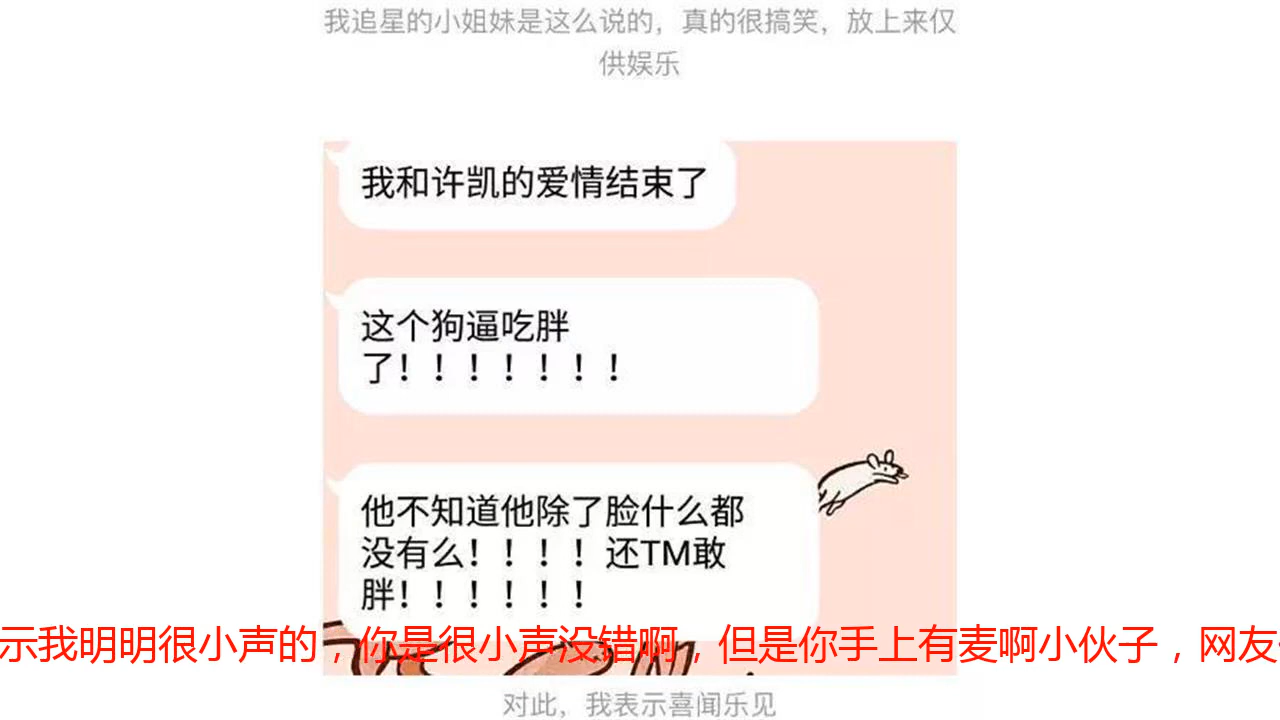 我追星的小姐妹是这么说的，真的很搞笑，放上来仅
供娱乐
我和许凯的爱情结束了
这个狗逼吃胖
了！！！！！！！
他不知道他除了脸什么都
没有么！！！！还TM敢
胖！！！！！！
示我明明很小声的，你是很小声没错啊，但是你手上有麦啊小伙子，网友
对此，我表示喜闻乐见